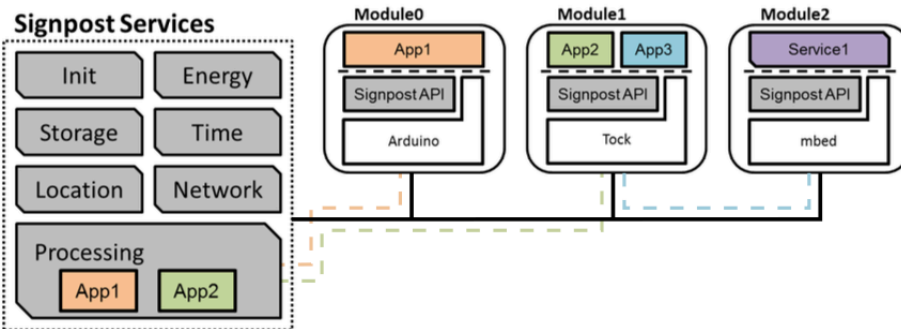 Signpost Services
Init
Energy
Storage
Time
Location
Network
Processing
App1
App2
Module0
App1
Signpost API
Arduino
Module1
App2
App3
Signpost API
Tock
Module2
Service1
Signpost API
mbed